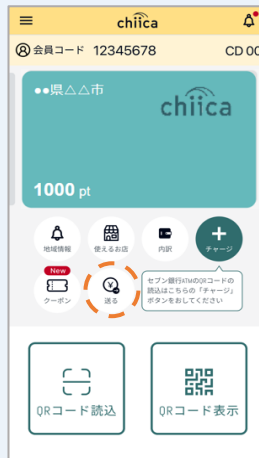 chiica
会員コード 12345678 CD 00
●●県△△市
chiica
1000 pt
地域情報 使えるお店 内訳 チャージ
New
クーポン 送る
セブン銀行ATMのQRコードの
読込はこちらの「チャージ」
ボタンをおしてください
QRコード読込 QRコード表示